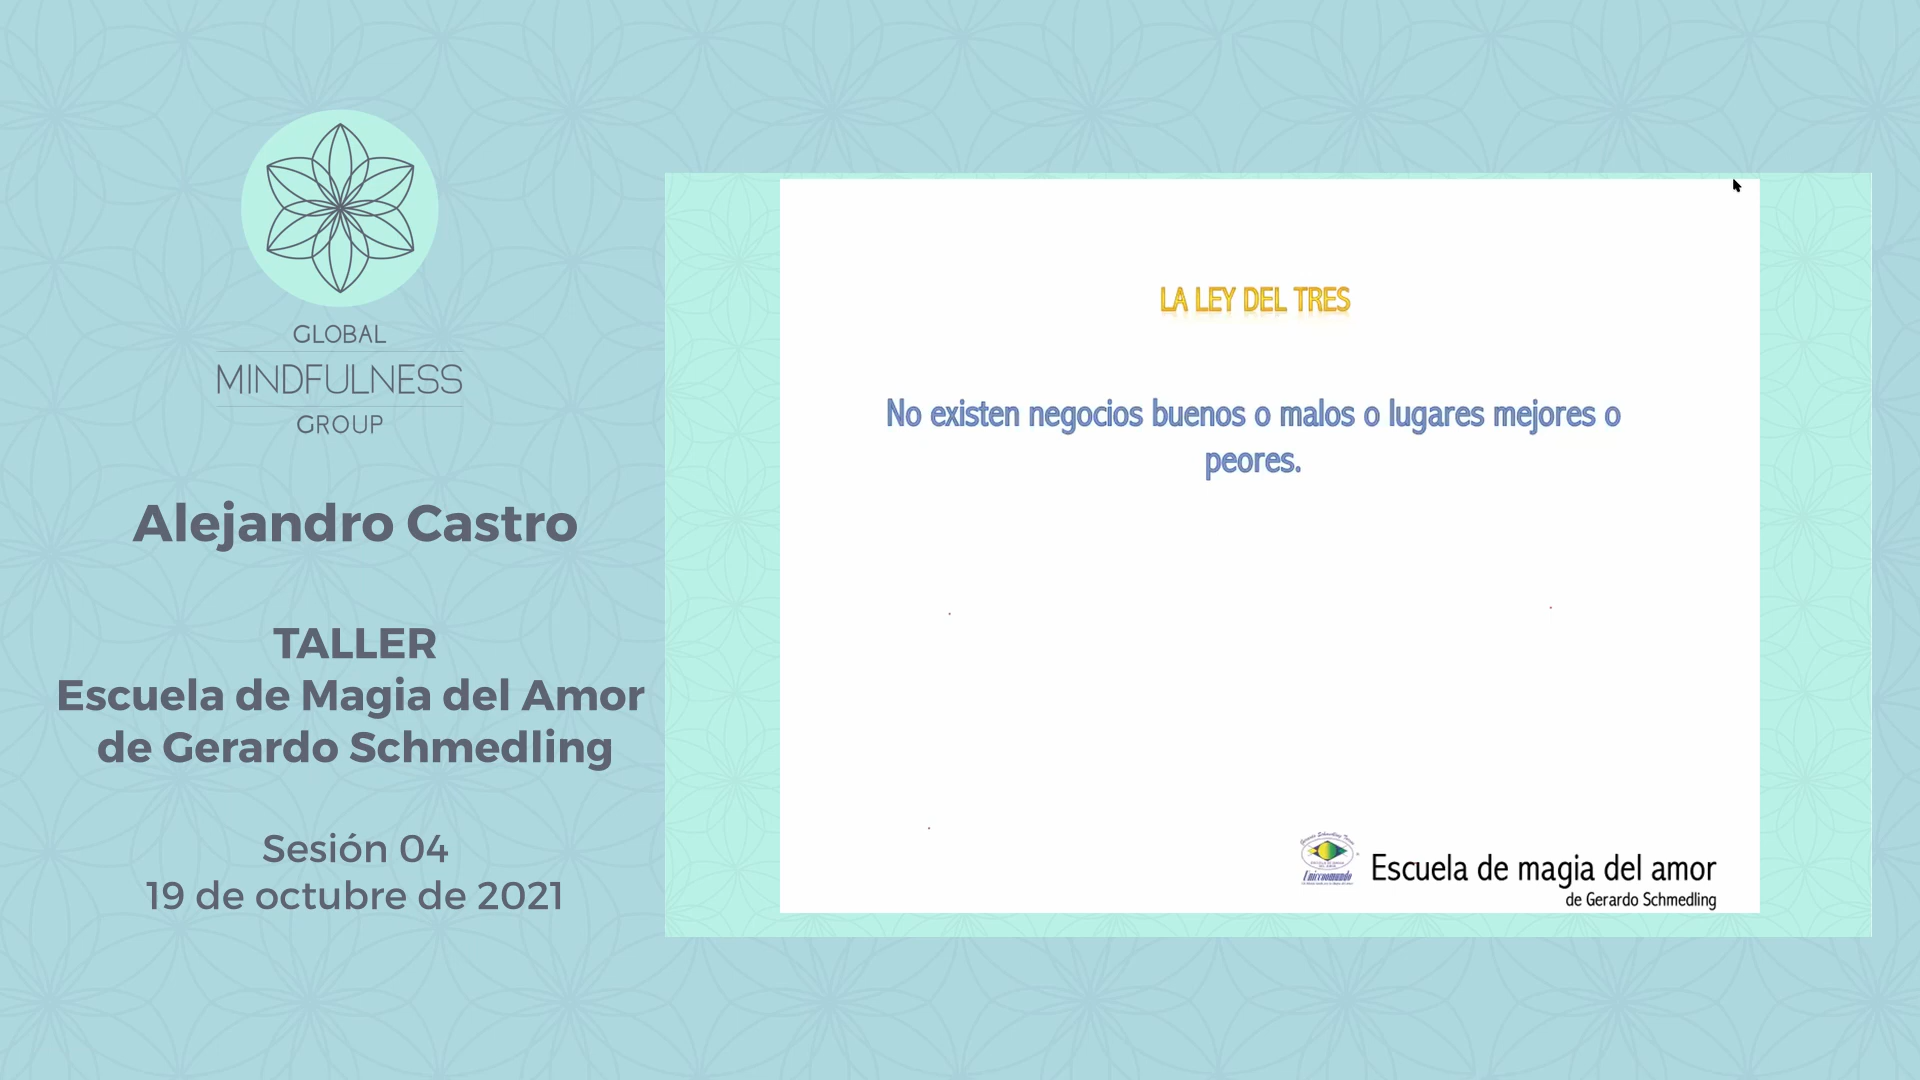 GLOBAL
MINDFULNESS
GROUP
Alejandro Castro
TALLER
Escuela de Magia del Amor
de Gerardo Schmedling
Sesión 04
19 de octubre de 2021
LA LEY DEL TRES
No existen negocios buenos o malos o lugares mejores o
peores.
Escuela de magia del amor
de Gerardo Schmedling